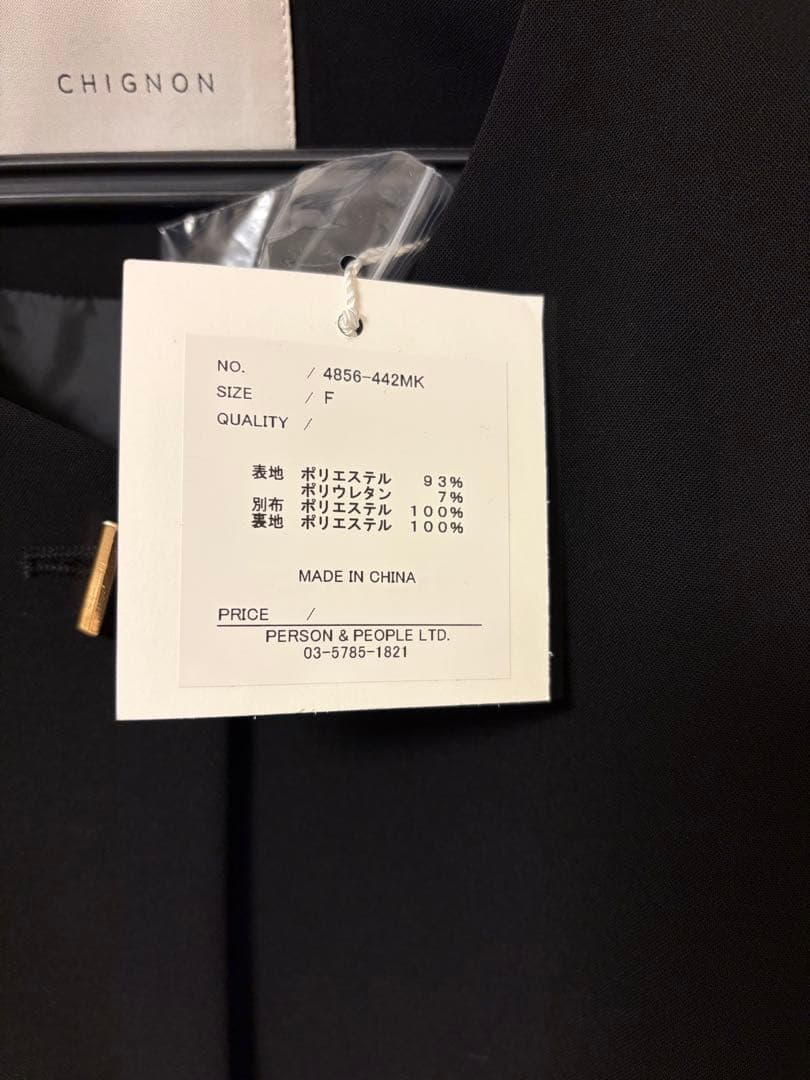 CHIGNON
NO. / 4856-442MK
SIZE / F
QUALITY /
表地 ポリエステル 93%
ポリウレタン 7%
別布 ポリエステル 100%
裏地 ポリエステル 100%
MADE IN CHINA
PRICE /
PERSON & PEOPLE LTD.
03-5785-1821